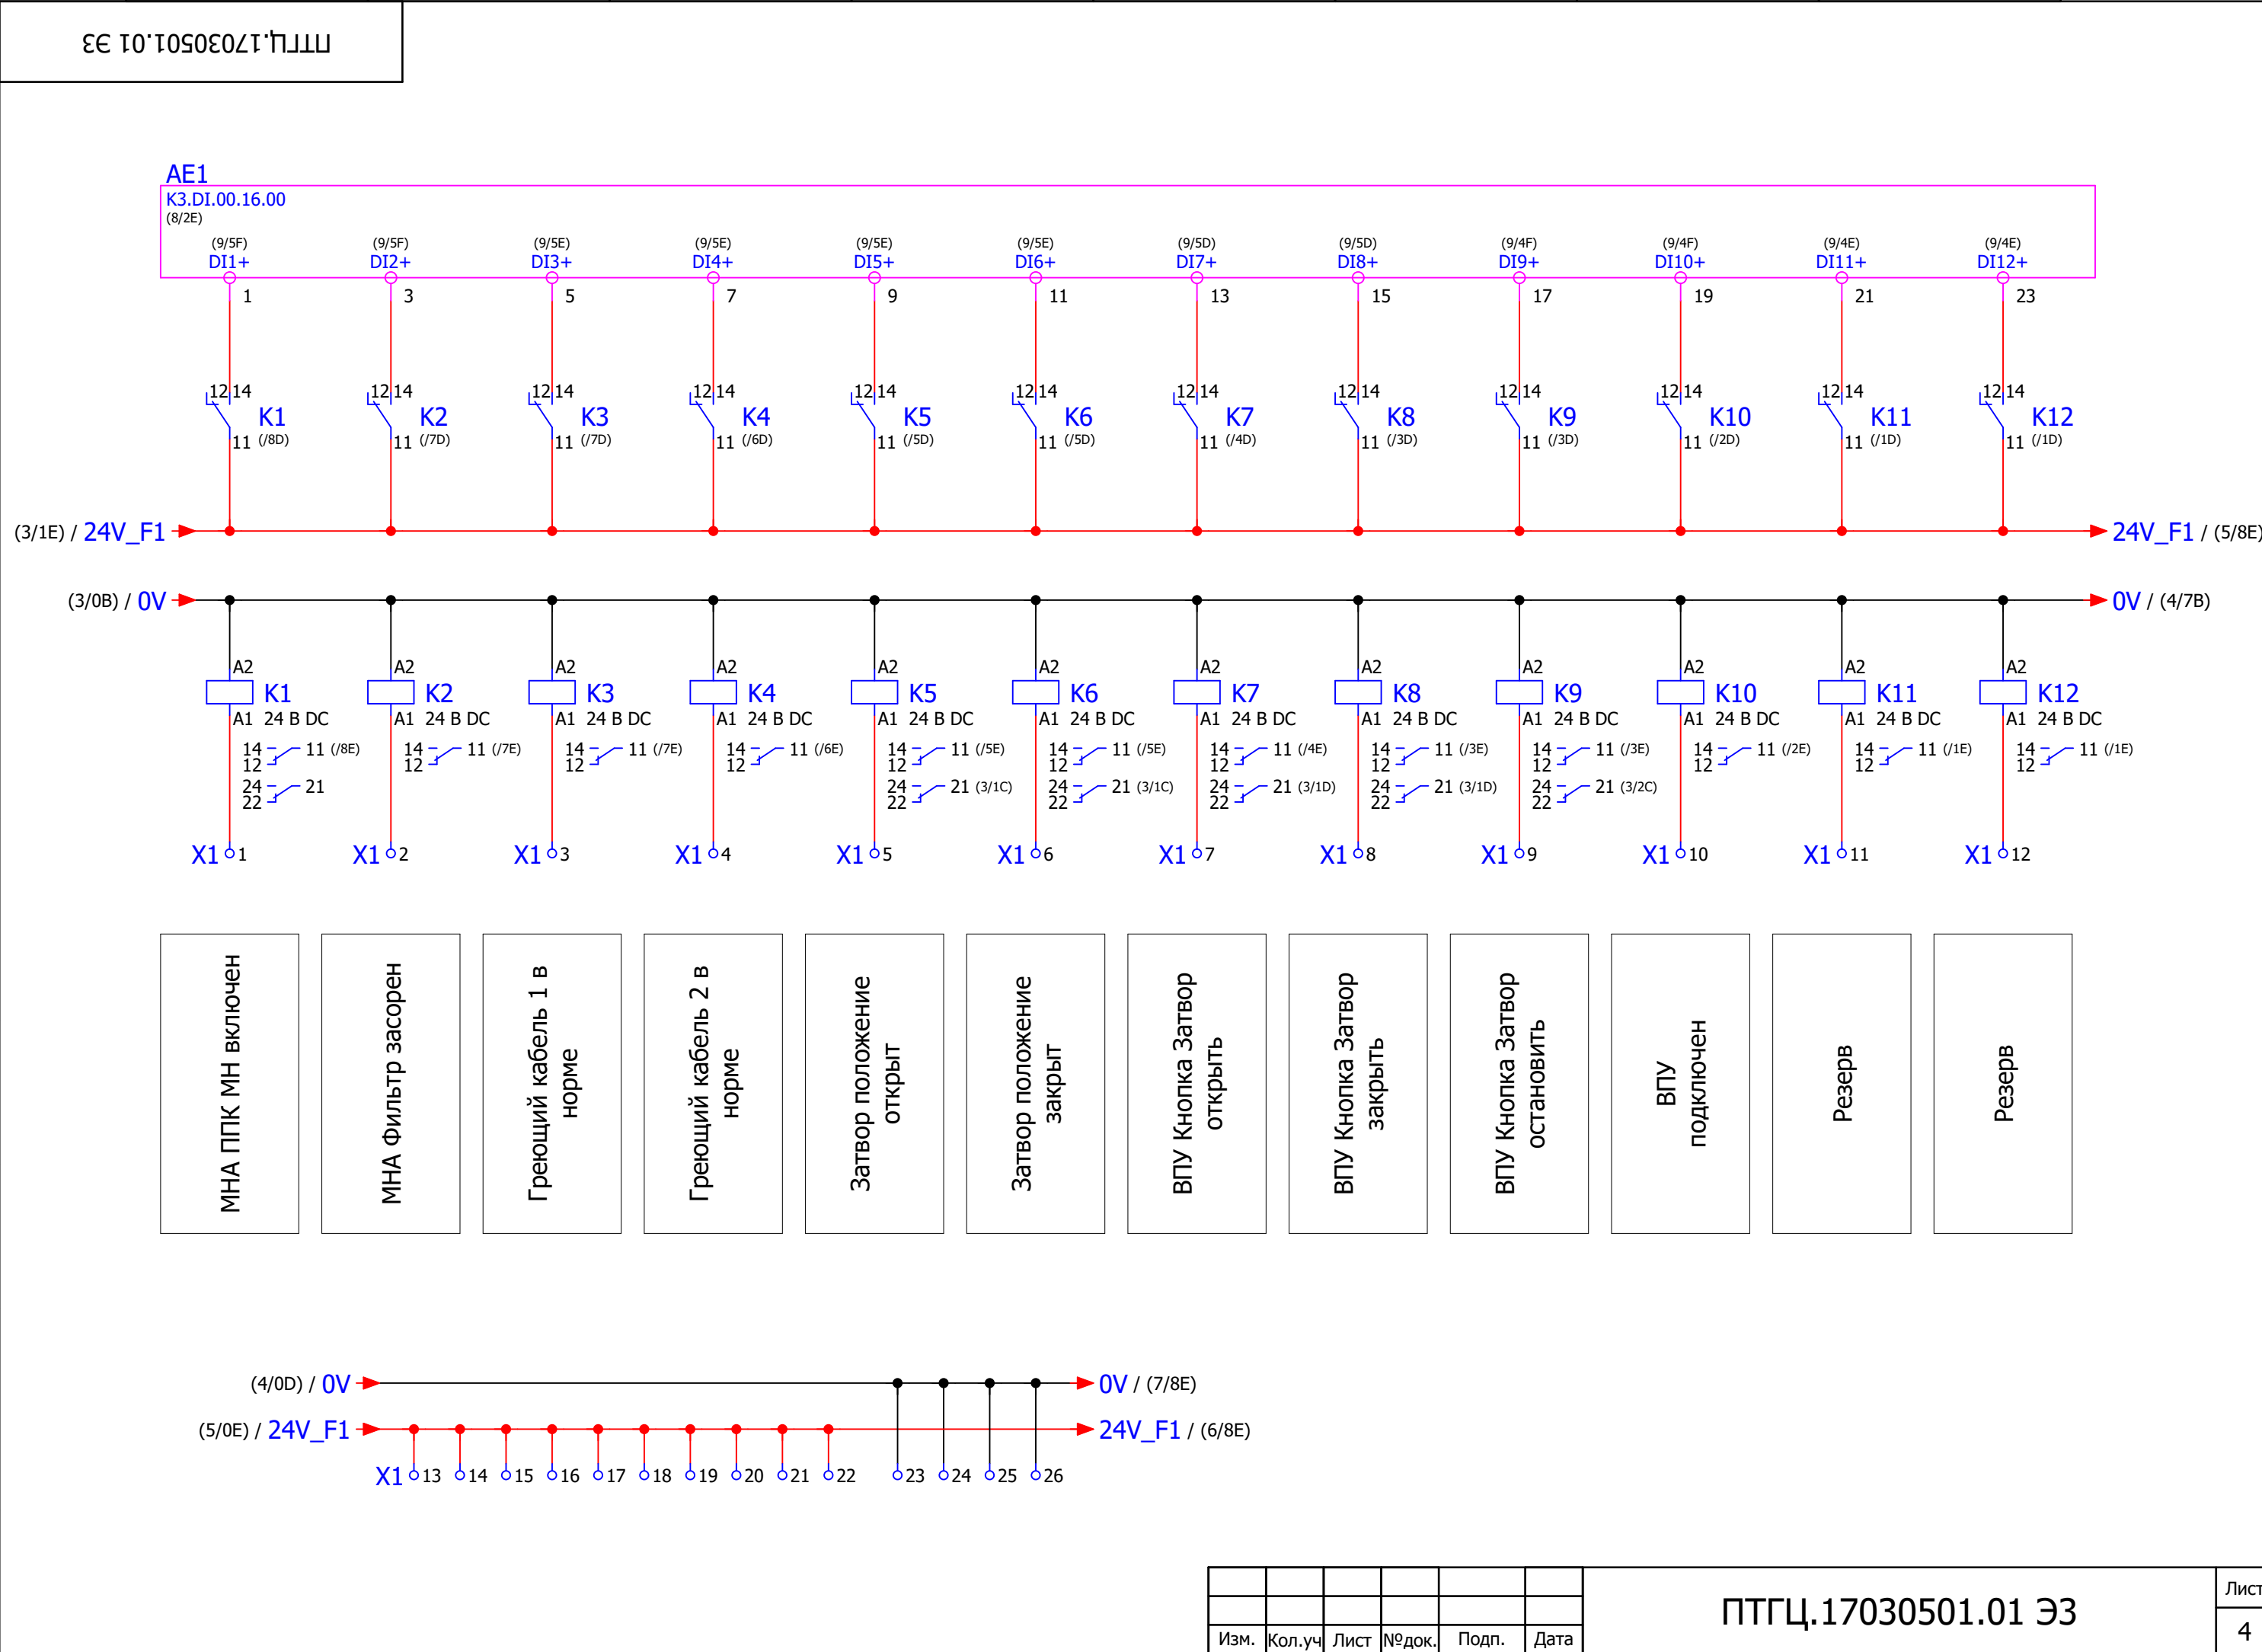 ПТГЦ.17030501.01 Э3
AE1
K3.DI.00.16.00
(8/2E)
(9/5F) (9/5F) (9/5E) (9/5E) (9/5E) (9/5E) (9/5D) (9/5D) (9/4F) (9/4F) (9/4E) (9/4E)
DI1+ DI2+ DI3+ DI4+ DI5+ DI6+ DI7+ DI8+ DI9+ DI10+ DI11+ DI12+
1 3 5 7 9 11 13 15 17 19 21 23
12 14 12 14 12 14 12 14 12 14 12 14 12 14 12 14 12 14 12 14 12 14 12 14
K1 K2 K3 K4 K5 K6 K7 K8 K9 K10 K11 K12
11 (/8D) 11 (/7D) 11 (/7D) 11 (/6D) 11 (/5D) 11 (/5D) 11 (/4D) 11 (/3D) 11 (/3D) 11 (/2D) 11 (/1D) 11 (/1D)
(3/1E) / 24V_F1 24V_F1 / (5/8E)
(3/0B) / 0V 0V / (4/7B)
A2 A2 A2 A2 A2 A2 A2 A2 A2 A2 A2 A2
K1 K2 K3 K4 K5 K6 K7 K8 K9 K10 K11 K12
A1 24 В DC A1 24 В DC A1 24 В DC A1 24 В DC A1 24 В DC A1 24 В DC A1 24 В DC A1 24 В DC A1 24 В DC A1 24 В DC A1 24 В DC A1 24 В DC
14 11 (/8E) 14 11 (/7E) 14 11 (/7E) 14 11 (/6E) 14 11 (/5E) 14 11 (/5E) 14 11 (/4E) 14 11 (/3E) 14 11 (/3E) 14 11 (/2E) 14 11 (/1E) 14 11 (/1E)
12 12 12 12 12 12 12 12 12 12 12 12
24 21 24 21 (3/1C) 24 21 (3/1C) 24 21 (3/1D) 24 21 (3/1D) 24 21 (3/2C)
22 22 22 22 22 22
X1 1 X1 2 X1 3 X1 4 X1 5 X1 6 X1 7 X1 8 X1 9 X1 10 X1 11 X1 12
МНА ППК МН включен
МНА Фильтр засорен
Греющий кабель 1 в
норме
Греющий кабель 2 в
норме
Затвор положение
открыт
Затвор положение
закрыт
ВПУ Кнопка Затвор
открыть
ВПУ Кнопка Затвор
закрыть
ВПУ Кнопка Затвор
остановить
ВПУ
подключен
Резерв
Резерв
(4/0D) / 0V 0V / (7/8E)
(5/0E) / 24V_F1 24V_F1 / (6/8E)
X1 13 14 15 16 17 18 19 20 21 22 23 24 25 26
ПТГЦ.17030501.01 Э3
Лист
4
Изм. Кол.уч Лист №док. Подп. Дата